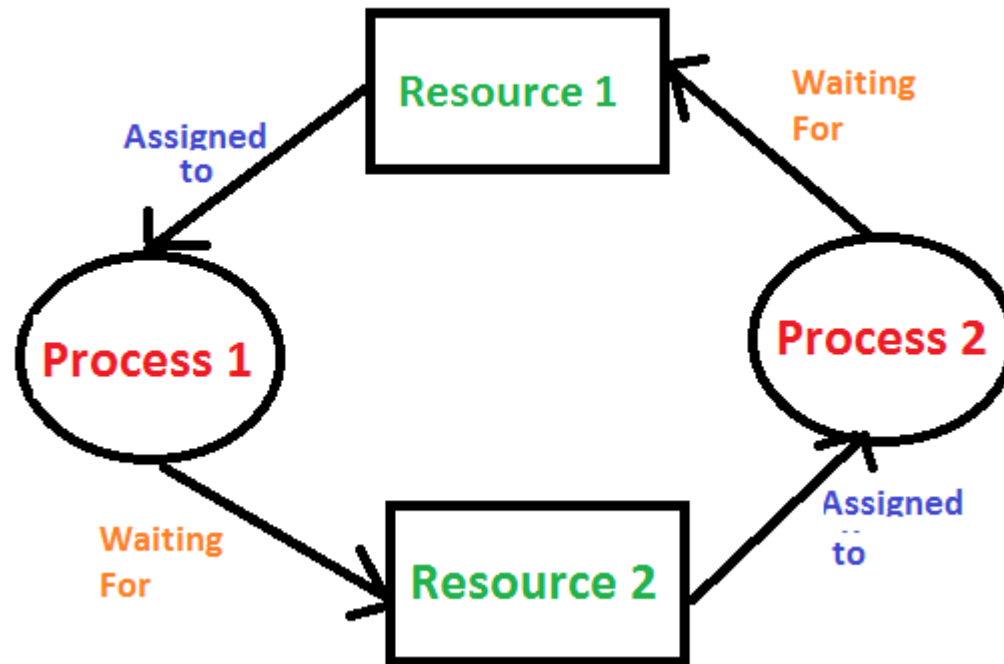 Resource 1
Waiting
For
Assigned
to
Process 1
Process 2
Waiting
For
Resource 2
Assigned
to